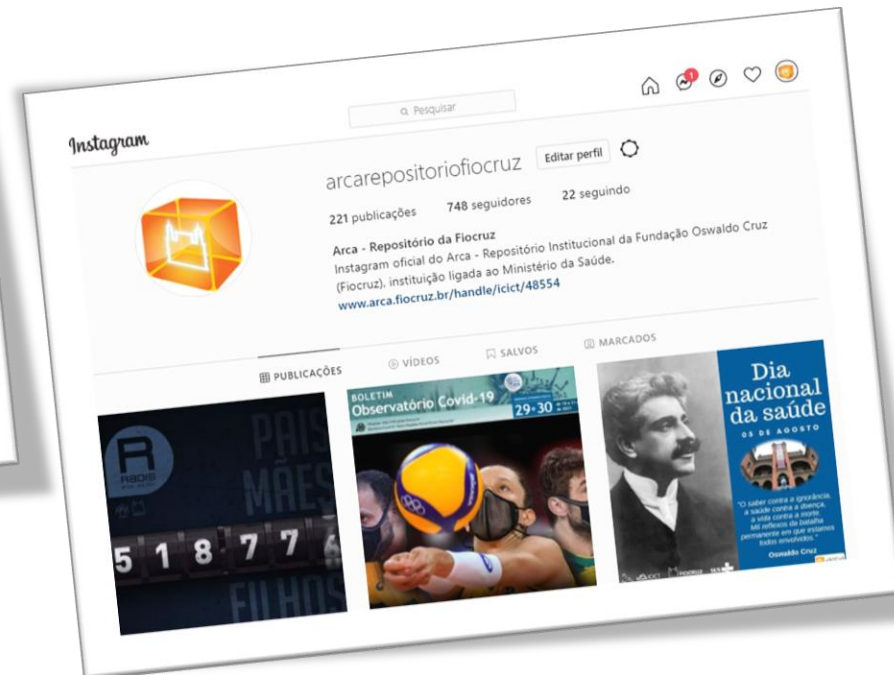 Instagram
Pesquisar
1
arcarepositoriofiocruz Editar perfil
221 publicações 748 seguidores 22 seguindo
Arca - Repositório da Fiocruz
Instagram oficial do Arca - Repositório Institucional da Fundação Oswaldo Cruz
(Fiocruz), instituição ligada ao Ministério da Saúde.
www.arca.fiocruz.br/handle/icict/48554
PUBLICAÇÕES VÍDEOS SALVOS MARCADOS
RADIS
PAIS
MÃES
5 1 8 7 7 6
FILHOS
BOLETIM
Observatório Covid-19
29-30
Dia
nacional
da saúde
05 DE AGOSTO
"O saber contra a ignorância,
a saúde contra a doença,
a vida contra a morte.
Mil reflexos da batalha
permanente em que estamos
todos envolvidos."
Oswaldo Cruz